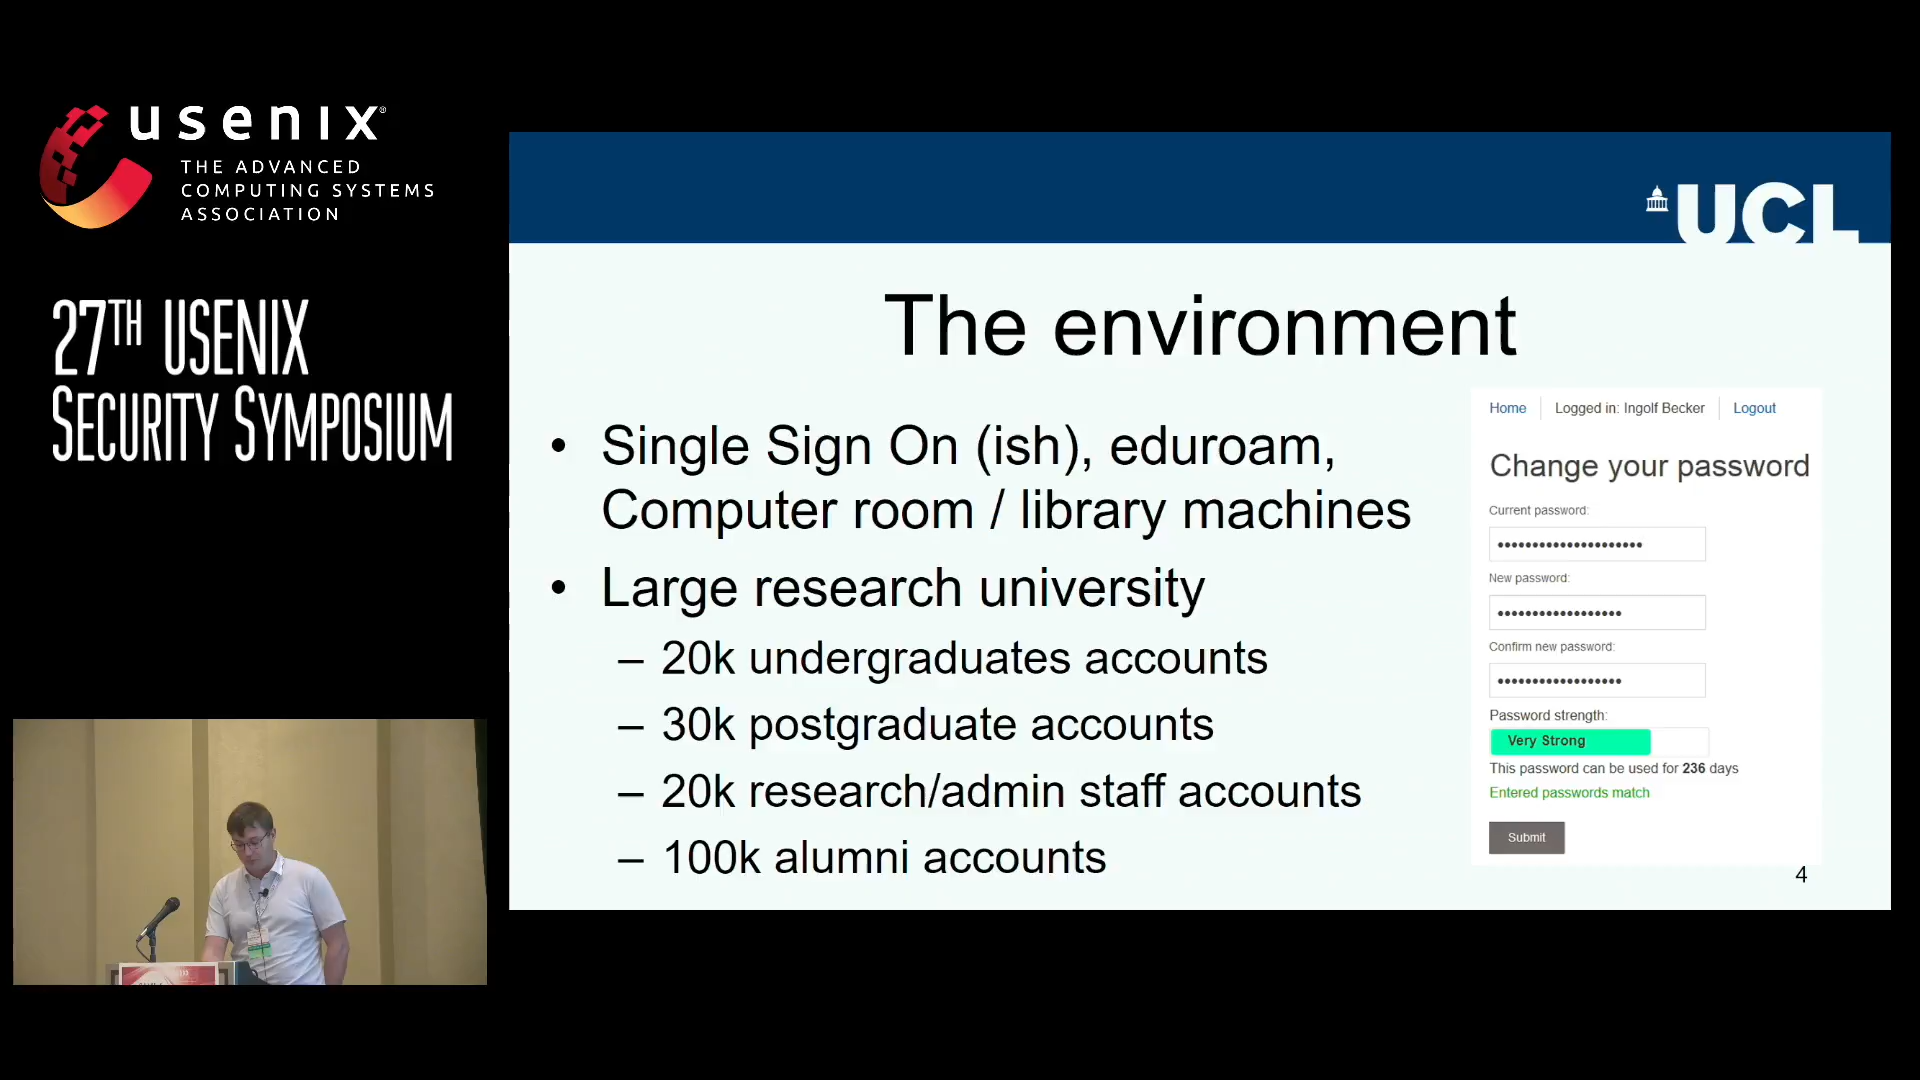 usenix®
THE ADVANCED
COMPUTING SYSTEMS
ASSOCIATION
27TH USENIX
SECURITY SYMPOSIUM
UCL
The environment
• Single Sign On (ish), eduroam,
Computer room / library machines
• Large research university
– 20k undergraduates accounts
– 30k postgraduate accounts
– 20k research/admin staff accounts
– 100k alumni accounts
Home Logged in: Ingolf Becker Logout
Change your password
Current password:
•••••••••••••••••••••
New password:
••••••••••••••••••
Confirm new password:
••••••••••••••••••
Password strength:
Very Strong
This password can be used for 236 days
Entered passwords match
Submit
4